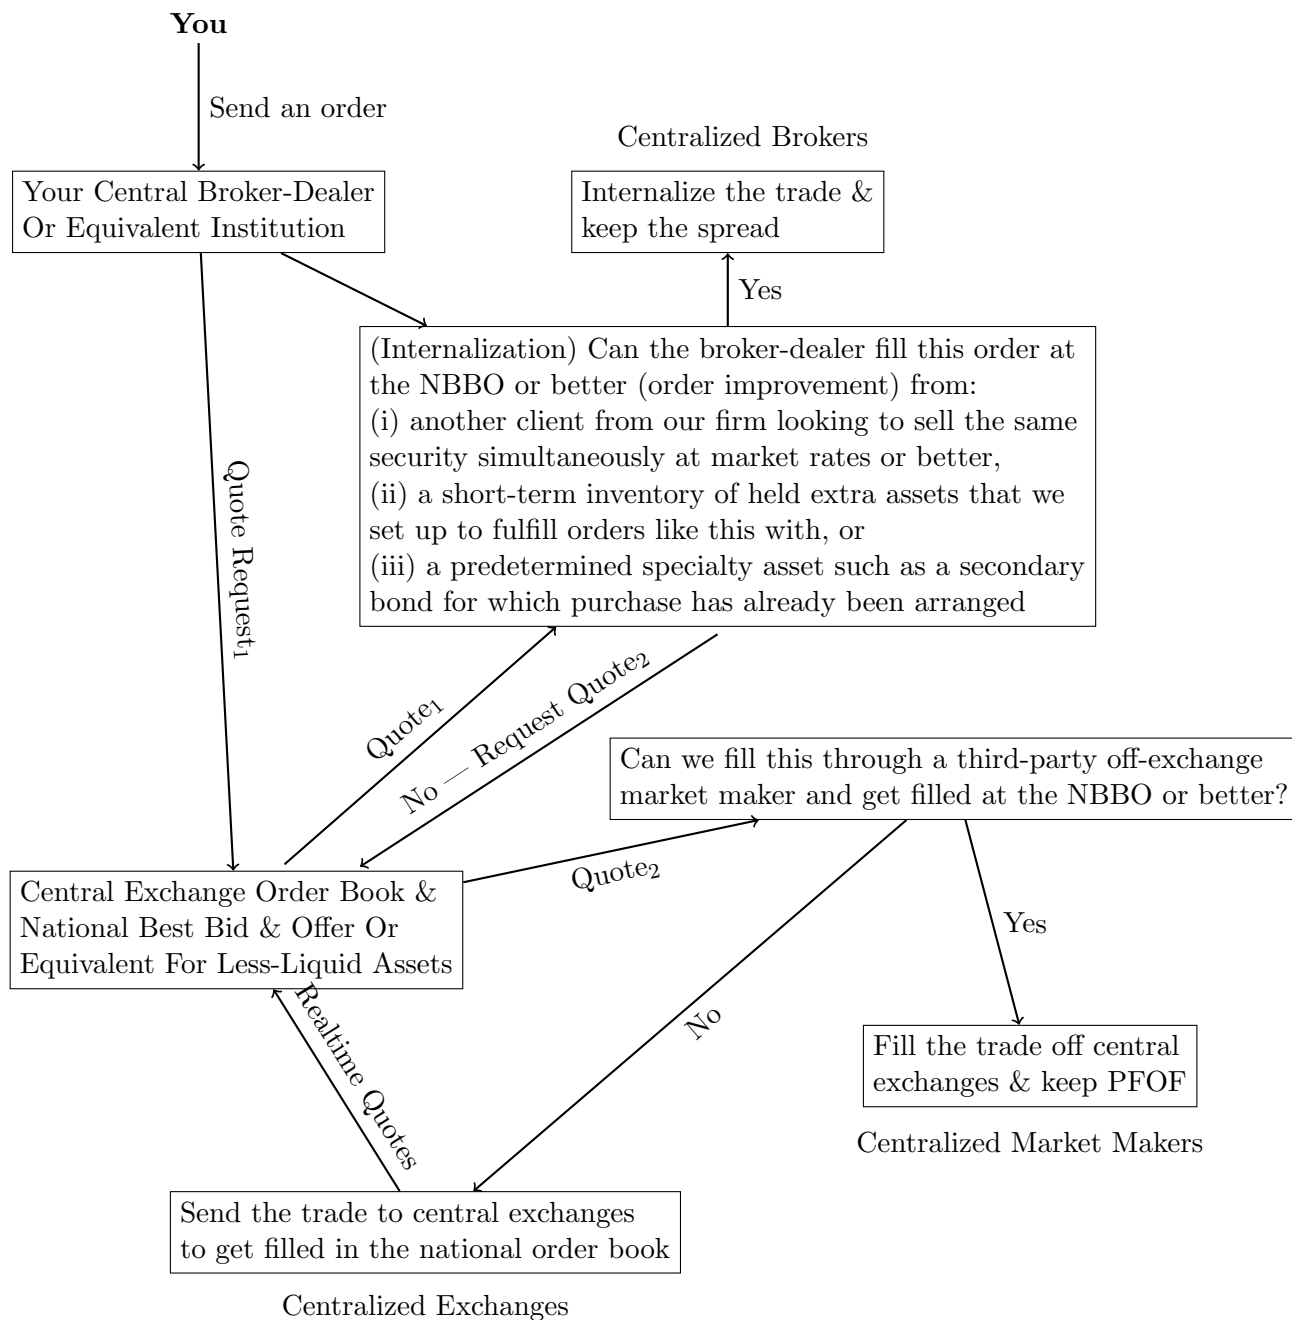 You
Send an order
Centralized Brokers
Your Central Broker-Dealer
Or Equivalent Institution
Internalize the trade &
keep the spread
Yes
(Internalization) Can the broker-dealer fill this order at
the NBBO or better (order improvement) from:
(i) another client from our firm looking to sell the same
security simultaneously at market rates or better,
(ii) a short-term inventory of held extra assets that we
set up to fulfill orders like this with, or
(iii) a predetermined specialty asset such as a secondary
bond for which purchase has already been arranged
Quote Request₁
Quote₁
No — Request Quote₂
Can we fill this through a third-party off-exchange
market maker and get filled at the NBBO or better?
Quote₂
Central Exchange Order Book &
National Best Bid & Offer Or
Equivalent For Less-Liquid Assets
Yes
No
Realtime Quotes
Fill the trade off central
exchanges & keep PFOF
Centralized Market Makers
Send the trade to central exchanges
to get filled in the national order book
Centralized Exchanges